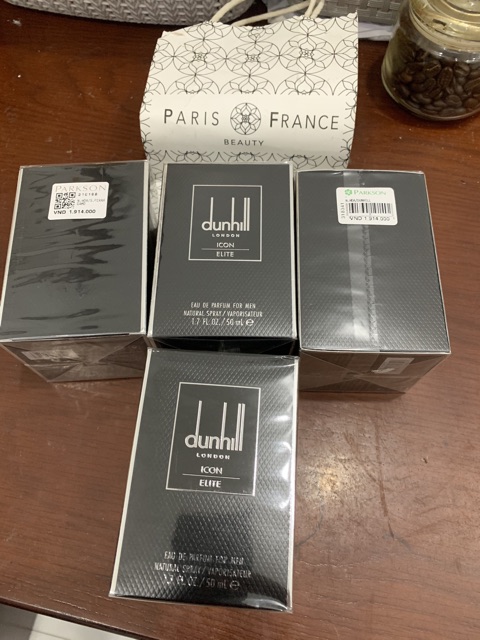 PARIS FRANCE
BEAUTY
PARKSON
VND 1,914,000
dunhill
LONDON
ICON
ELITE
EAU DE PARFUM FOR MEN
NATURAL SPRAY / VAPORISATEUR
1.7 FL.OZ. / 50 mL e
PARKSON
VND 1,914,000
dunhill
LONDON
ICON
ELITE
EAU DE PARFUM FOR MEN
NATURAL SPRAY / VAPORISATEUR
1.7 FL.OZ. / 50 mL e